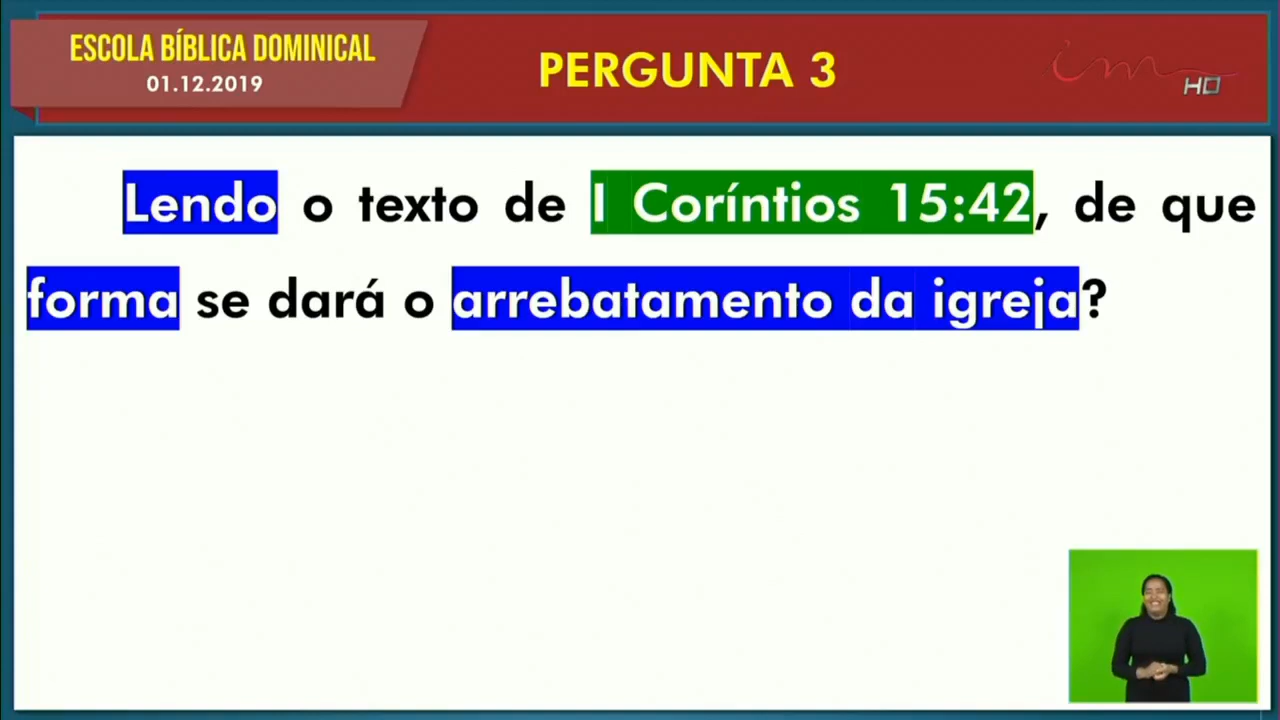 ESCOLA BÍBLICA DOMINICAL
01.12.2019
PERGUNTA 3
im
HD
Lendo o texto de I Coríntios 15:42, de que
forma se dará o arrebatamento da igreja?